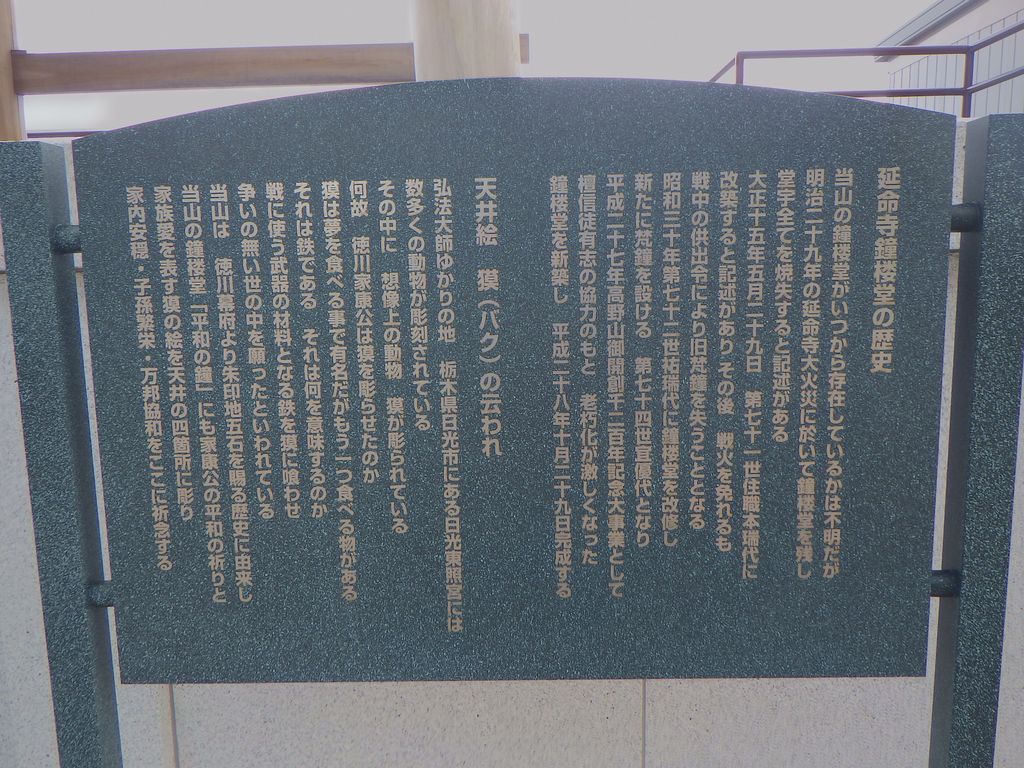 延命寺鐘楼堂の歴史
当山の鐘楼堂がいつから存在しているかは不明だが
明治二十九年の延命寺大火災に於いて鐘楼堂を残し
堂宇全てを焼失すると記述がある
大正十五年五月二十九日　第七十一世住職本瑞代に
改築すると記述がありその後　戦火を免れるも
戦中の供出令により旧梵鐘を失うこととなる
昭和三十年第七十二世祐瑞代に鐘楼堂を改修し
新たに梵鐘を設ける　第七十四世宜優代となり
平成二十七年高野山御開創千二百年記念大事業として
檀信徒有志の協力のもと　老朽化が激しくなった
鐘楼堂を新築し　平成二十八年十月二十九日完成する
天井絵　獏（バク）の云われ
弘法大師ゆかりの地　栃木県日光市にある日光東照宮には
数多くの動物が彫刻されている
その中に　想像上の動物　獏が彫られている
何故　徳川家康公は獏を彫らせたのか
獏は夢を食べる事で有名だがもう一つ食べる物がある
それは鉄である　それは何を意味するのか
戦に使う武器の材料となる鉄を獏に喰わせ
争いの無い世の中を願ったといわれている
当山は　徳川幕府より朱印地五石を賜る歴史に由来し
当山の鐘楼堂「平和の鐘」にも家康公の平和の祈りと
家族愛を表す獏の絵を天井の四箇所に彫り
家内安穏・子孫繁栄・万邦協和をここに祈念する